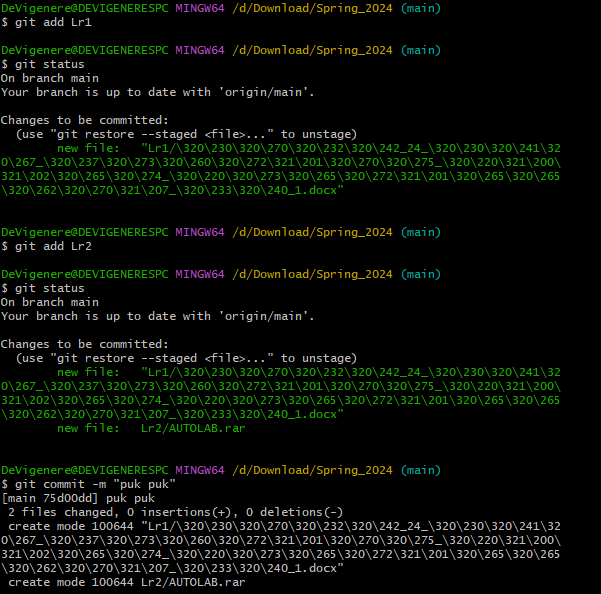 DeVigenere@DEVIGENERESPC MINGW64 /d/Download/Spring_2024 (main)
$ git add Lr1
DeVigenere@DEVIGENERESPC MINGW64 /d/Download/Spring_2024 (main)
$ git status
On branch main
Your branch is up to date with 'origin/main'.
Changes to be committed:
(use "git restore --staged <file>..." to unstage)
new file:   "Lr1/\320\230\320\270\320\232\320\242_24_\320\230\320\241\32
0\267_\320\237\320\273\320\260\320\272\321\201\320\270\320\275_\320\220\321\200\
321\202\320\265\320\274_\320\220\320\273\320\265\320\272\321\201\320\265\320\265
\320\262\320\270\321\207_\320\233\320\240_1.docx"
DeVigenere@DEVIGENERESPC MINGW64 /d/Download/Spring_2024 (main)
$ git add Lr2
DeVigenere@DEVIGENERESPC MINGW64 /d/Download/Spring_2024 (main)
$ git status
On branch main
Your branch is up to date with 'origin/main'.
Changes to be committed:
(use "git restore --staged <file>..." to unstage)
new file:   "Lr1/\320\230\320\270\320\232\320\242_24_\320\230\320\241\32
0\267_\320\237\320\273\320\260\320\272\321\201\320\270\320\275_\320\220\321\200\
321\202\320\265\320\274_\320\220\320\273\320\265\320\272\321\201\320\265\320\265
\320\262\320\270\321\207_\320\233\320\240_1.docx"
new file:   Lr2/AUTOLAB.rar
DeVigenere@DEVIGENERESPC MINGW64 /d/Download/Spring_2024 (main)
$ git commit -m "puk puk"
[main 75d00dd] puk puk
2 files changed, 0 insertions(+), 0 deletions(-)
create mode 100644 "Lr1/\320\230\320\270\320\232\320\242_24_\320\230\320\241\32
0\267_\320\237\320\273\320\260\320\272\321\201\320\270\320\275_\320\220\321\200\
321\202\320\265\320\274_\320\220\320\273\320\265\320\272\321\201\320\265\320\265
\320\262\320\270\321\207_\320\233\320\240_1.docx"
create mode 100644 Lr2/AUTOLAB.rar